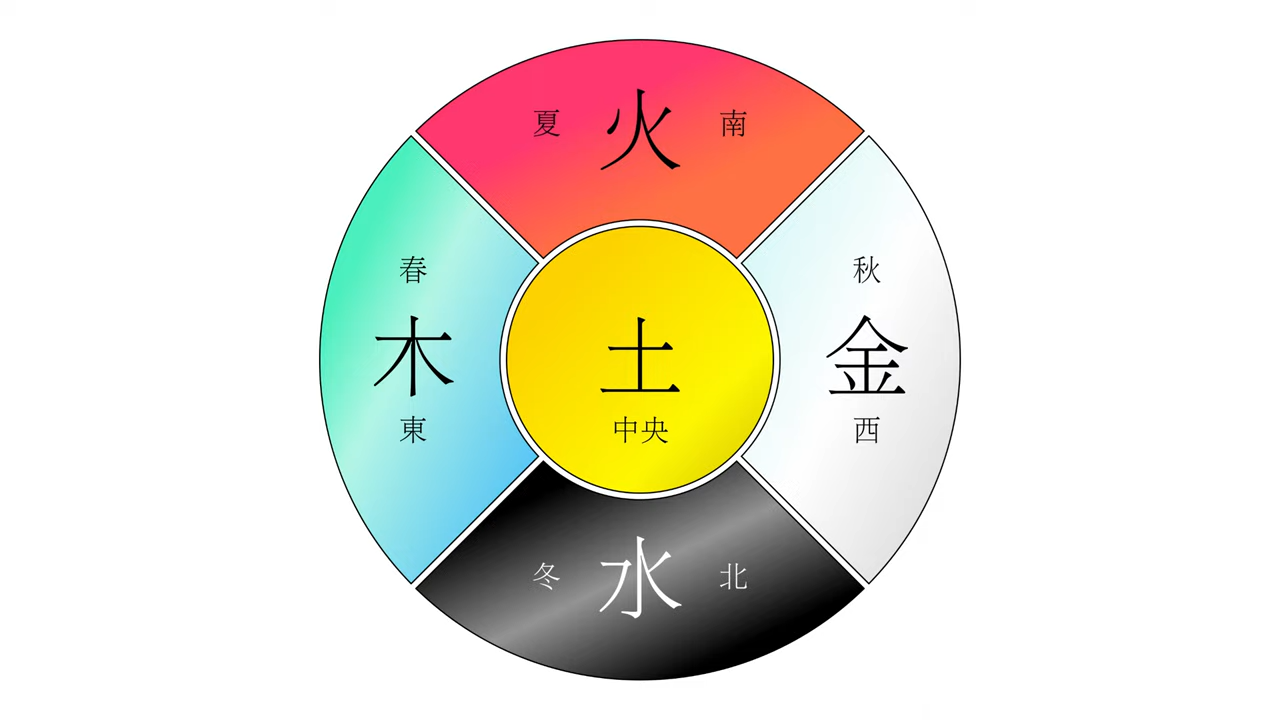 夏 火 南
春
木
東
土
中央
秋
金
西
冬 水 北